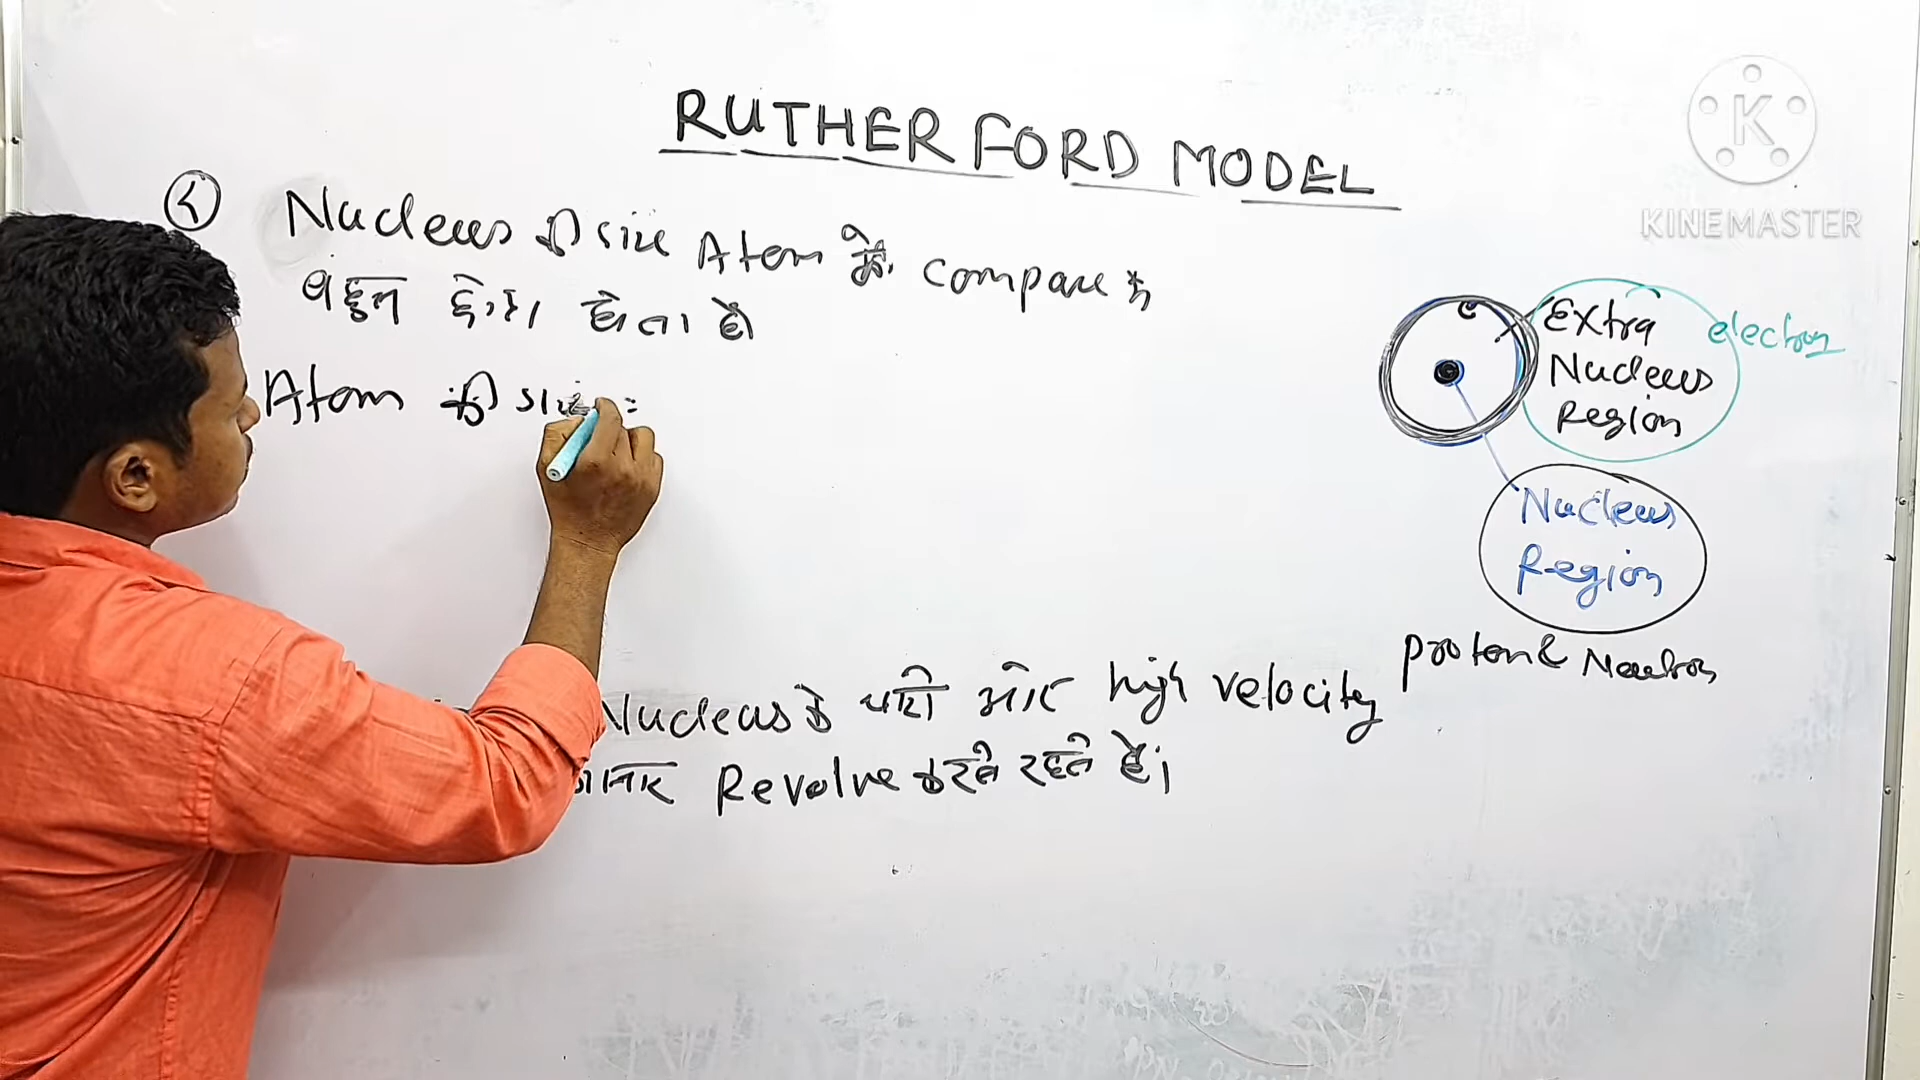 RUTHERFORD MODEL
Nucleus की size Atom के compare में
बहुत छोटा होता है
Atom की size =
Nucleus के चारो ओर high velocity
Revolve करते रहते हैं।
Extra
Nucleus
Region
electron
Nucleus
Region
Proton & Neutron
K
KINEMASTER